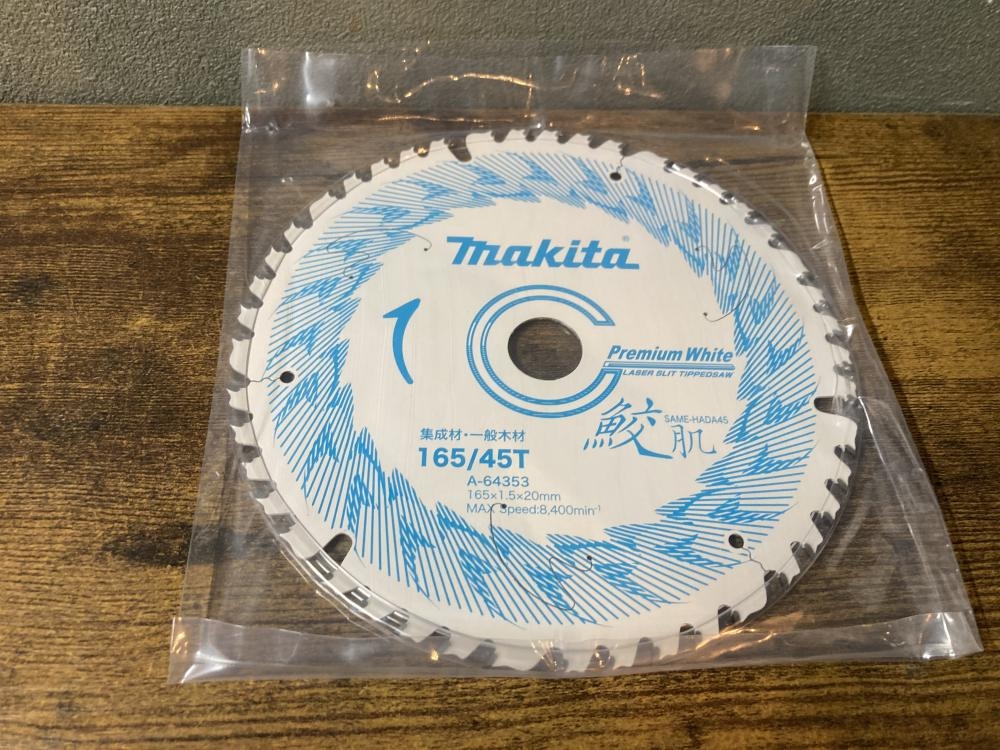 makita®
Premium White
LASER SLIT TIPPEDSAW
鮫肌
SAME-HADA45
集成材・一般木材
165/45T
A-64353
165×1.5×20mm
MAX Speed:8,400min⁻¹